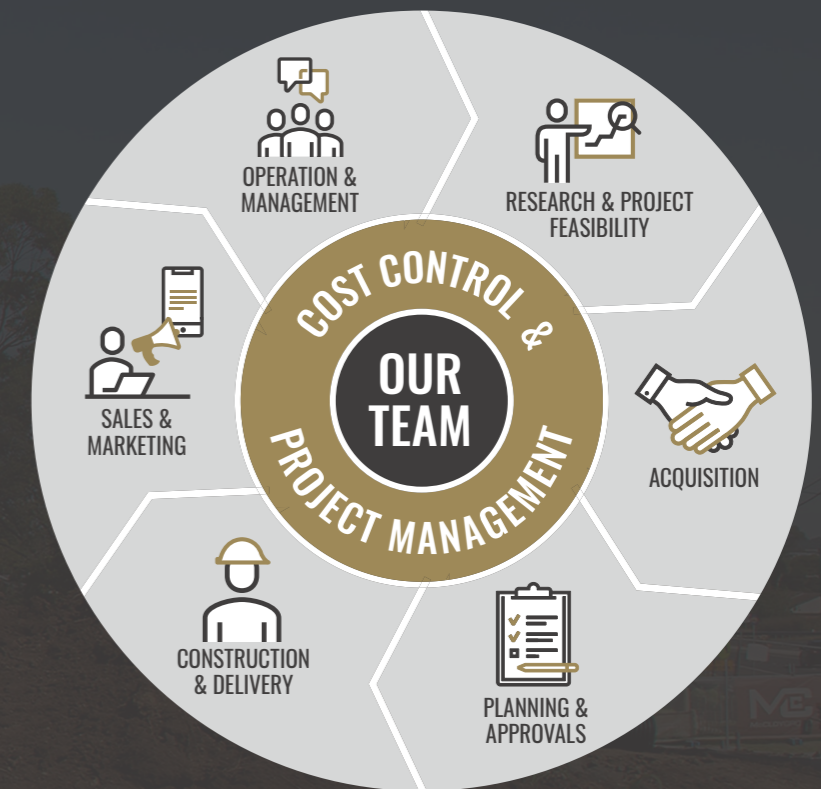 OPERATION &
MANAGEMENT
RESEARCH & PROJECT
FEASIBILITY
COST CONTROL &
OUR
TEAM
PROJECT MANAGEMENT
SALES &
MARKETING
ACQUISITION
CONSTRUCTION
& DELIVERY
PLANNING &
APPROVALS